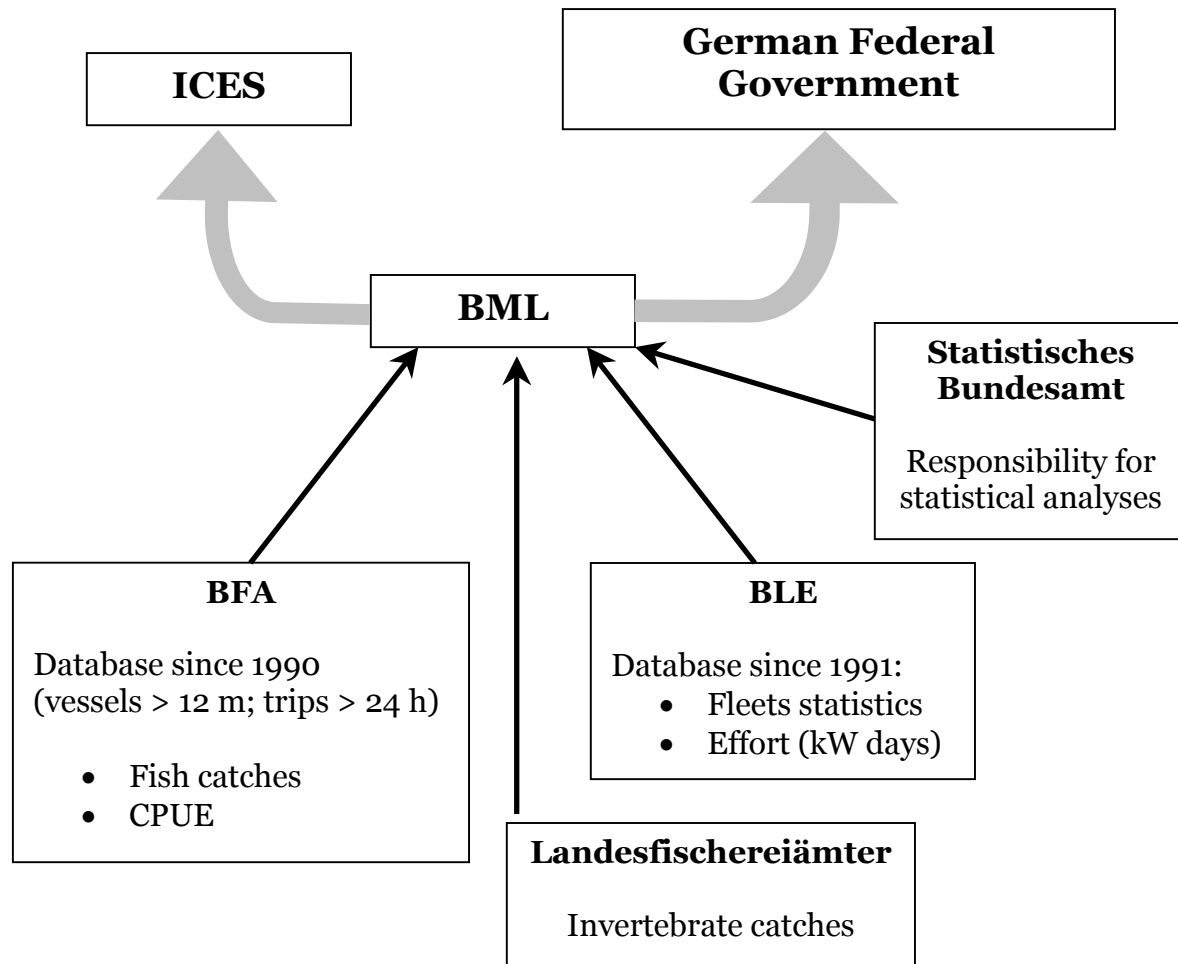 ICES
German Federal
Government
BML
Statistisches
Bundesamt
Responsibility for
statistical analyses
BFA
Database since 1990
(vessels > 12 m; trips > 24 h)
• Fish catches
• CPUE
BLE
Database since 1991:
• Fleets statistics
• Effort (kW days)
Landesfischereiämter
Invertebrate catches